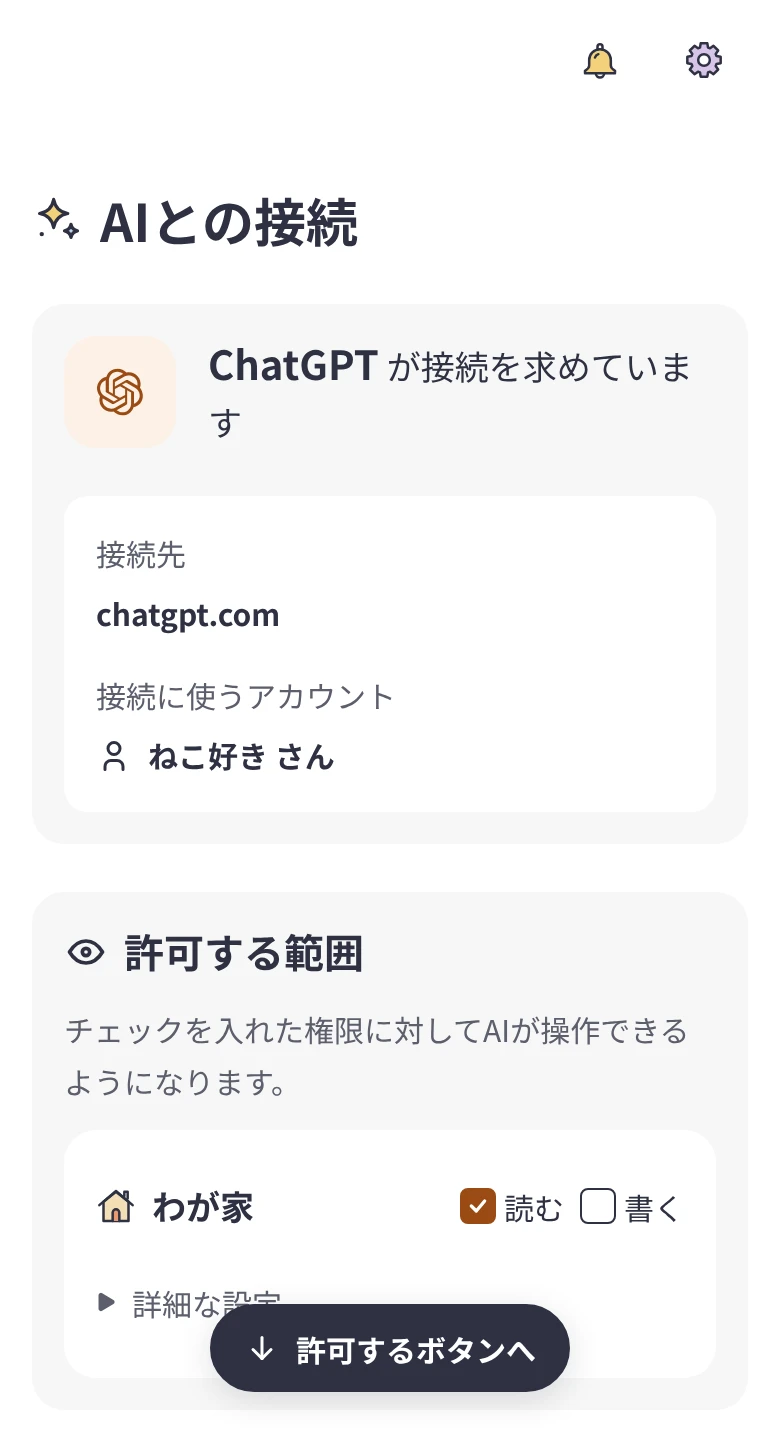 AIとの接続
ChatGPT が接続を求めていま
す
接続先
chatgpt.com
接続に使うアカウント
ねこ好き さん
許可する範囲
チェックを入れた権限に対してAIが操作できる
ようになります。
わが家 読む 書く
詳細な設定
許可するボタンへ